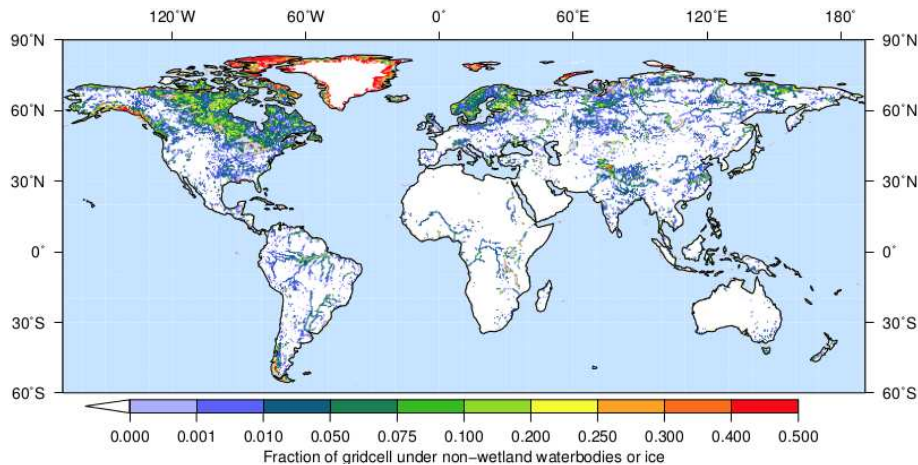 120°W 60°W 0° 60°E 120°E 180°
90°N 90°N
60°N 60°N
30°N 30°N
0° 0°
30°S 30°S
60°S 60°S
0.000 0.001 0.010 0.050 0.075 0.100 0.200 0.250 0.300 0.400 0.500
Fraction of gridcell under non-wetland waterbodies or ice